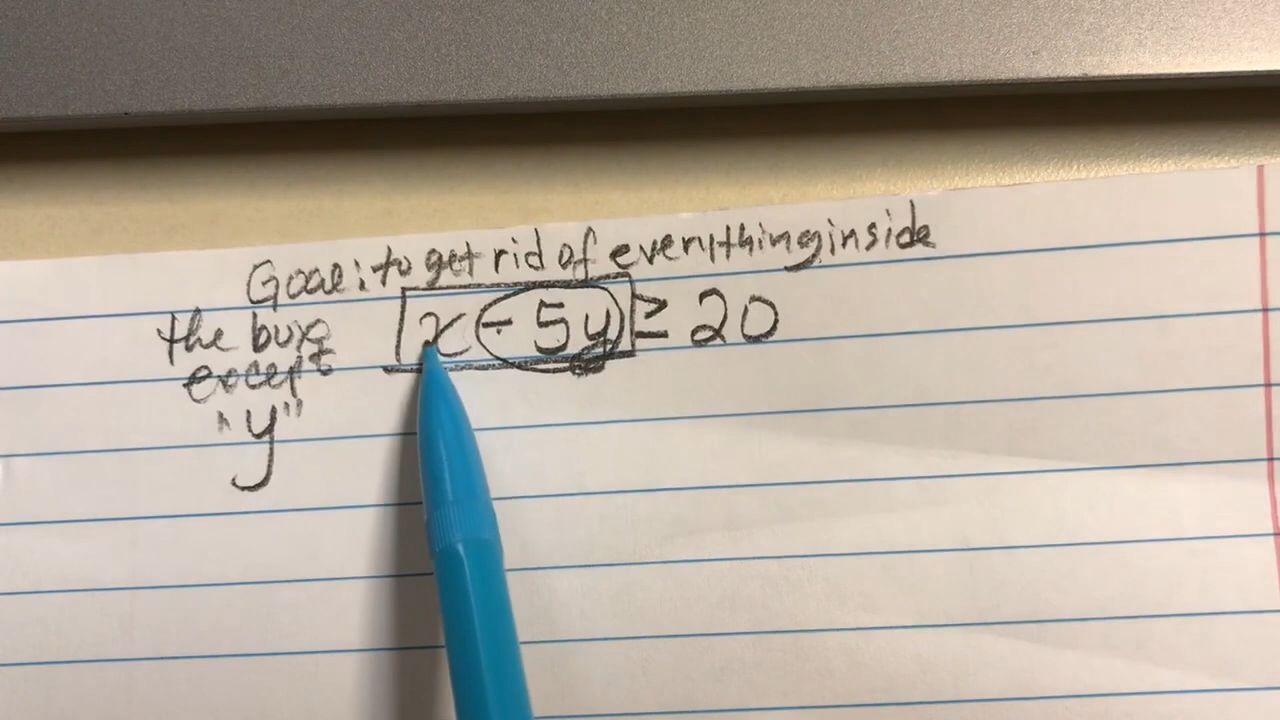 Goal: to get rid of everything inside
the box x - 5y ≥ 20
except
"y"